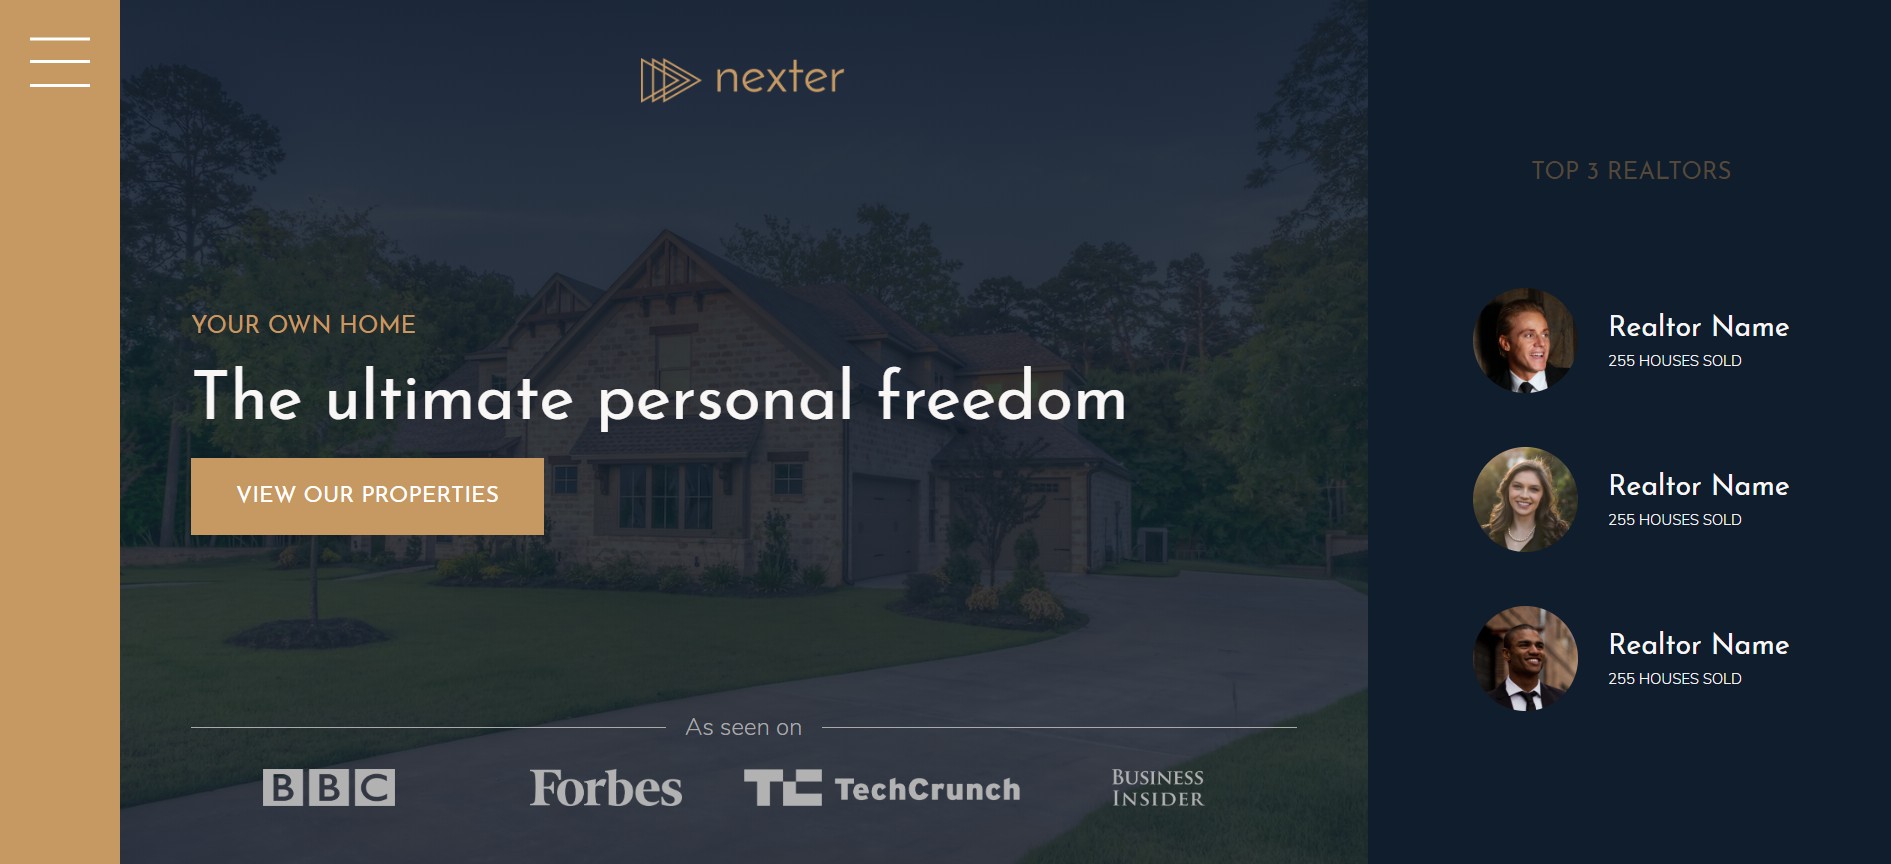 nexter
YOUR OWN HOME
The ultimate personal freedom
VIEW OUR PROPERTIES
As seen on
BBC
Forbes
TC TechCrunch
BUSINESS
INSIDER
TOP 3 REALTORS
Realtor Name
255 HOUSES SOLD
Realtor Name
255 HOUSES SOLD
Realtor Name
255 HOUSES SOLD